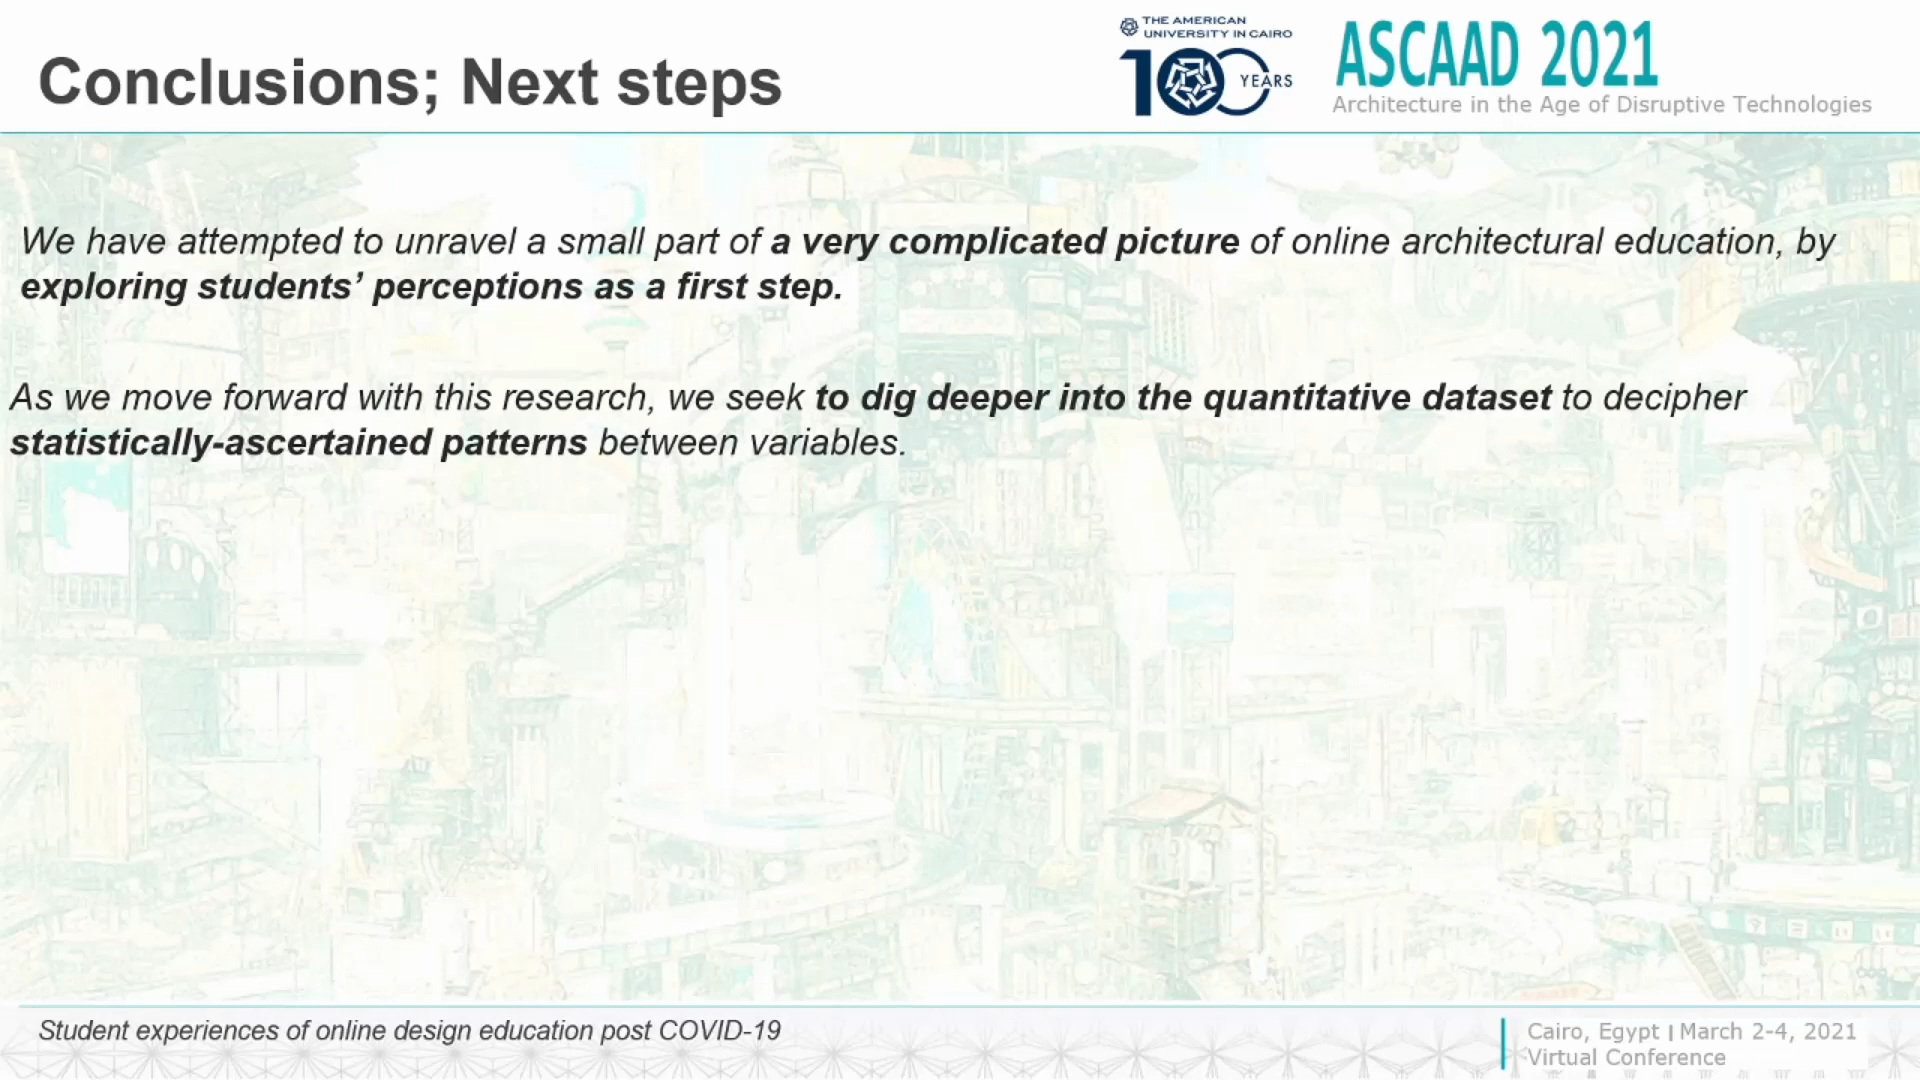 Conclusions; Next steps
THE AMERICAN
UNIVERSITY IN CAIRO
100 YEARS
ASCAAD 2021
Architecture in the Age of Disruptive Technologies
We have attempted to unravel a small part of a very complicated picture of online architectural education, by
exploring students’ perceptions as a first step.
As we move forward with this research, we seek to dig deeper into the quantitative dataset to decipher
statistically-ascertained patterns between variables.
Student experiences of online design education post COVID-19
Cairo, Egypt | March 2-4, 2021
Virtual Conference